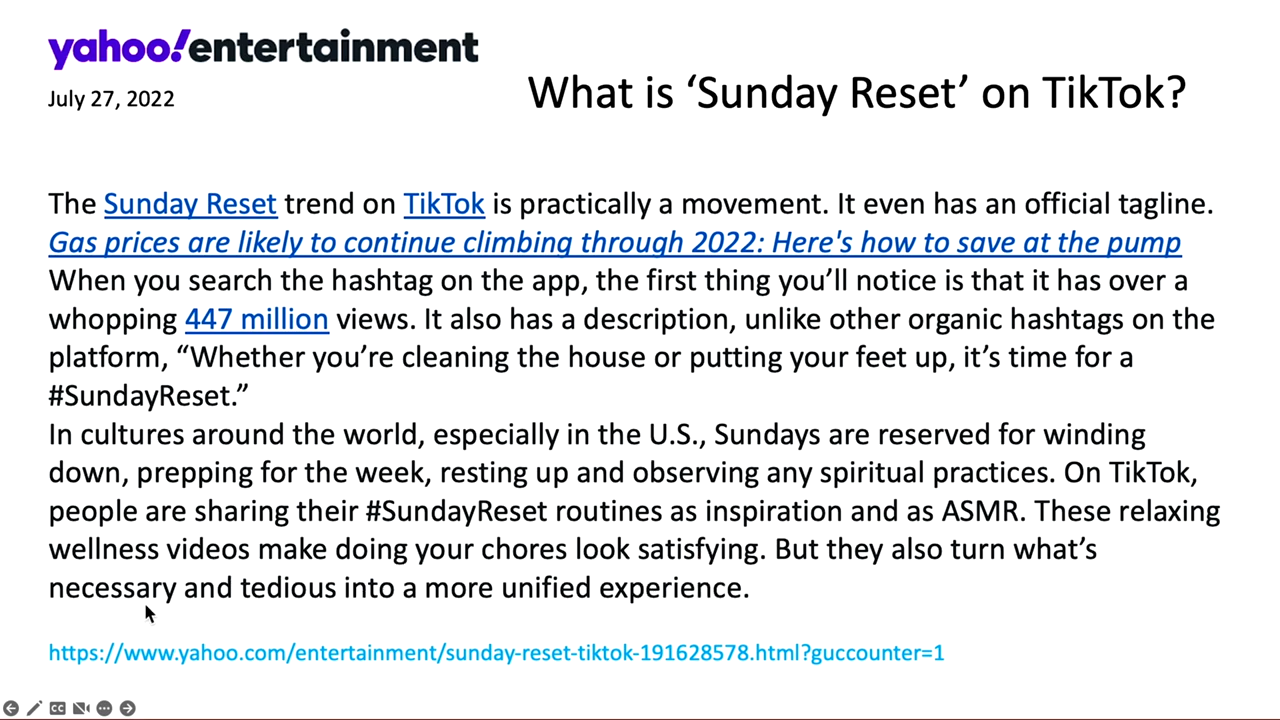 yahoo!entertainment
July 27, 2022
What is ‘Sunday Reset’ on TikTok?
The Sunday Reset trend on TikTok is practically a movement. It even has an official tagline.
Gas prices are likely to continue climbing through 2022: Here's how to save at the pump
When you search the hashtag on the app, the first thing you’ll notice is that it has over a
whopping 447 million views. It also has a description, unlike other organic hashtags on the
platform, “Whether you’re cleaning the house or putting your feet up, it’s time for a
#SundayReset.”
In cultures around the world, especially in the U.S., Sundays are reserved for winding
down, prepping for the week, resting up and observing any spiritual practices. On TikTok,
people are sharing their #SundayReset routines as inspiration and as ASMR. These relaxing
wellness videos make doing your chores look satisfying. But they also turn what’s
necessary and tedious into a more unified experience.
https://www.yahoo.com/entertainment/sunday-reset-tiktok-191628578.html?guccounter=1
CC